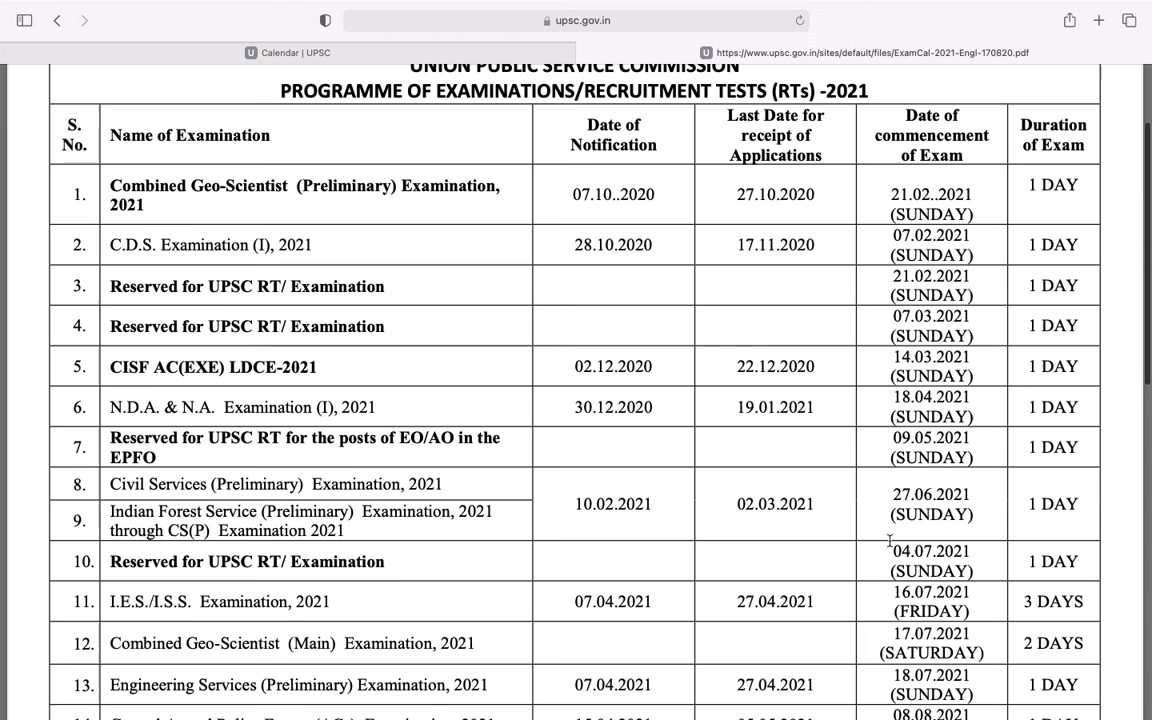 upsc.gov.in
U Calendar | UPSC
U https://www.upsc.gov.in/sites/default/files/ExamCal-2021-Engl-170820.pdf
UNION PUBLIC SERVICE COMMISSION
PROGRAMME OF EXAMINATIONS/RECRUITMENT TESTS (RTs) -2021
S. No. Name of Examination Date of Notification Last Date for receipt of Applications Date of commencement of Exam Duration of Exam
1. Combined Geo-Scientist (Preliminary) Examination, 2021 07.10..2020 27.10.2020 21.02..2021 (SUNDAY) 1 DAY
2. C.D.S. Examination (I), 2021 28.10.2020 17.11.2020 07.02.2021 (SUNDAY) 1 DAY
3. Reserved for UPSC RT/ Examination 21.02.2021 (SUNDAY) 1 DAY
4. Reserved for UPSC RT/ Examination 07.03.2021 (SUNDAY) 1 DAY
5. CISF AC(EXE) LDCE-2021 02.12.2020 22.12.2020 14.03.2021 (SUNDAY) 1 DAY
6. N.D.A. & N.A. Examination (I), 2021 30.12.2020 19.01.2021 18.04.2021 (SUNDAY) 1 DAY
7. Reserved for UPSC RT for the posts of EO/AO in the EPFO 09.05.2021 (SUNDAY) 1 DAY
8. Civil Services (Preliminary) Examination, 2021 10.02.2021 02.03.2021 27.06.2021 (SUNDAY) 1 DAY
9. Indian Forest Service (Preliminary) Examination, 2021 through CS(P) Examination 2021
10. Reserved for UPSC RT/ Examination 04.07.2021 (SUNDAY) 1 DAY
11. I.E.S./I.S.S. Examination, 2021 07.04.2021 27.04.2021 16.07.2021 (FRIDAY) 3 DAYS
12. Combined Geo-Scientist (Main) Examination, 2021 17.07.2021 (SATURDAY) 2 DAYS
13. Engineering Services (Preliminary) Examination, 2021 07.04.2021 27.04.2021 18.07.2021 (SUNDAY) 1 DAY
08.08.2021